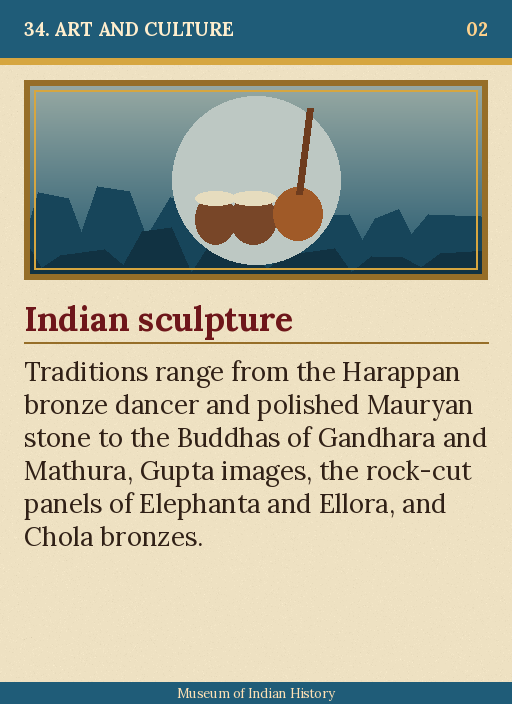 34. ART AND CULTURE
02
Indian sculpture
Traditions range from the Harappan
bronze dancer and polished Mauryan
stone to the Buddhas of Gandhara and
Mathura, Gupta images, the rock-cut
panels of Elephanta and Ellora, and
Chola bronzes.
Museum of Indian History